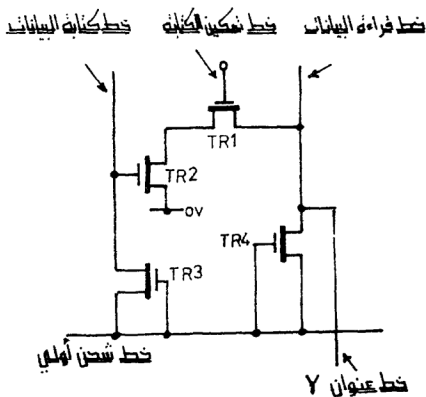 خط كتابة البيانات
خط تمكين الكتابة
خط قراءة البيانات
TR1
TR2
0V
TR4
TR3
خط شحن أولي
خط عنوان Y